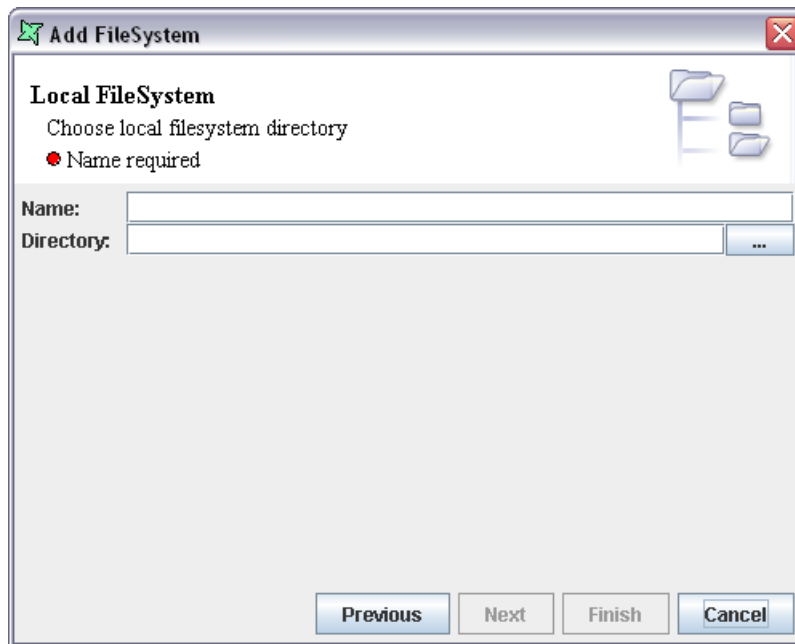 Add FileSystem
Local FileSystem
Choose local filesystem directory
Name required
Name:
Directory:
...
Previous Next Finish Cancel